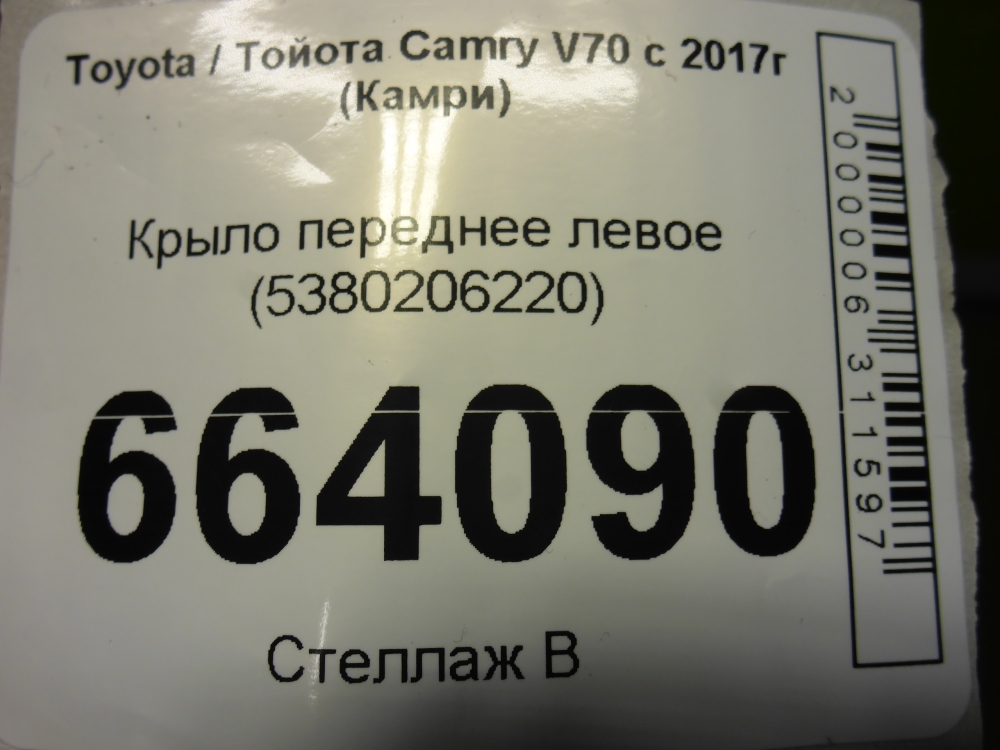 Toyota / Тойота Camry V70 с 2017г
(Камри)
Крыло переднее левое
(5380206220)
664090
Стеллаж В
2000006311597